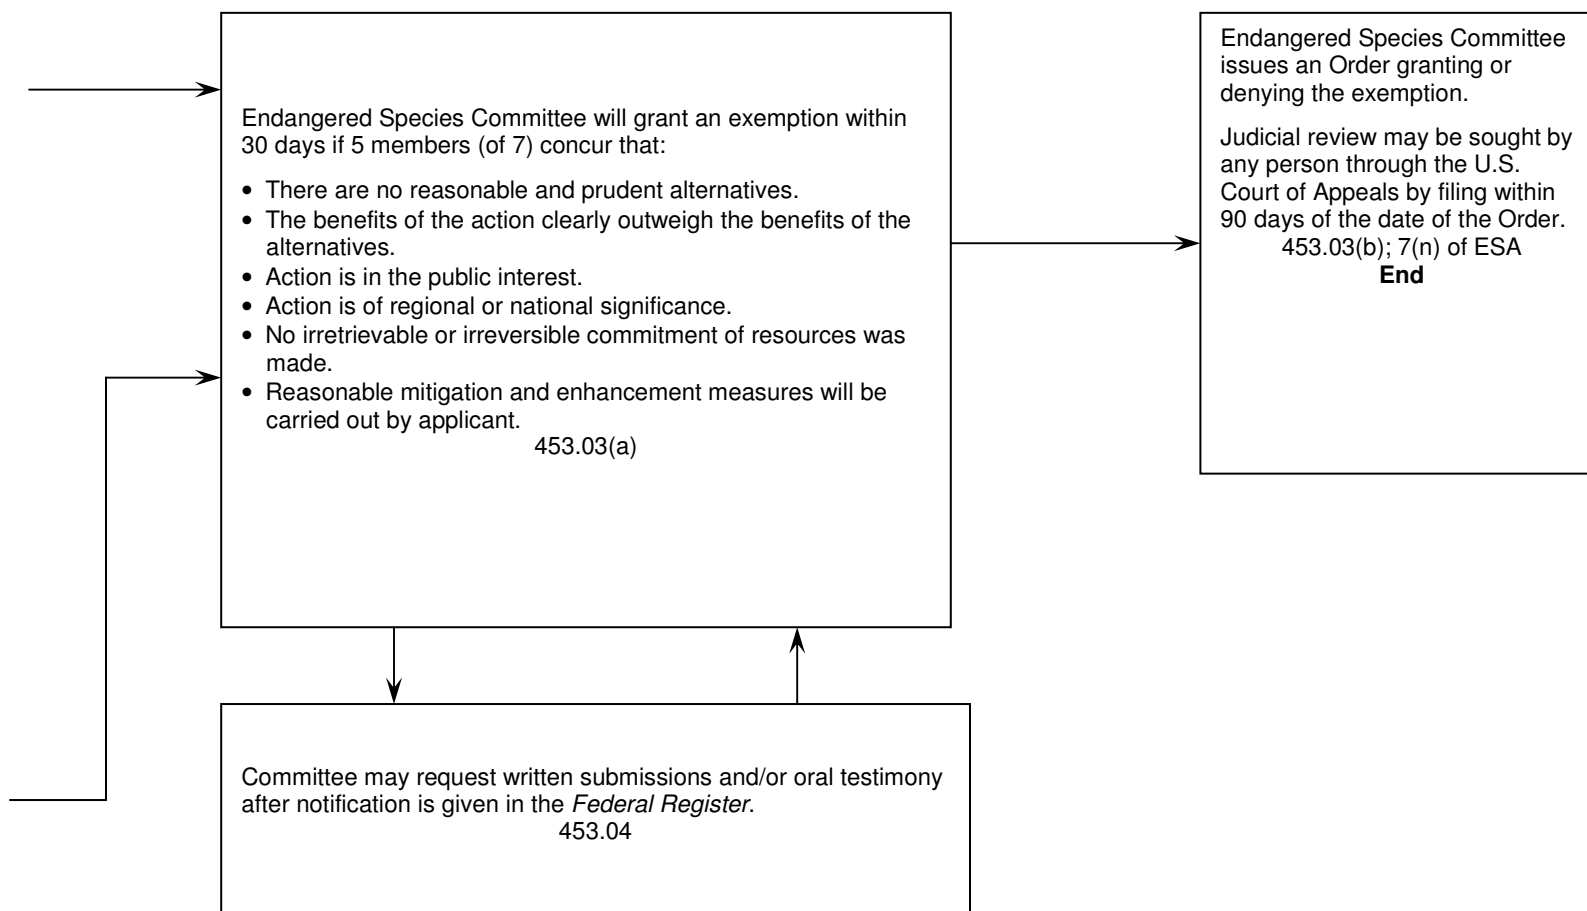 Endangered Species Committee will grant an exemption within
30 days if 5 members (of 7) concur that:
• There are no reasonable and prudent alternatives.
• The benefits of the action clearly outweigh the benefits of the
alternatives.
• Action is in the public interest.
• Action is of regional or national significance.
• No irretrievable or irreversible commitment of resources was
made.
• Reasonable mitigation and enhancement measures will be
carried out by applicant.
453.03(a)
Endangered Species Committee
issues an Order granting or
denying the exemption.
Judicial review may be sought by
any person through the U.S.
Court of Appeals by filing within
90 days of the date of the Order.
453.03(b); 7(n) of ESA
End
Committee may request written submissions and/or oral testimony
after notification is given in the Federal Register.
453.04